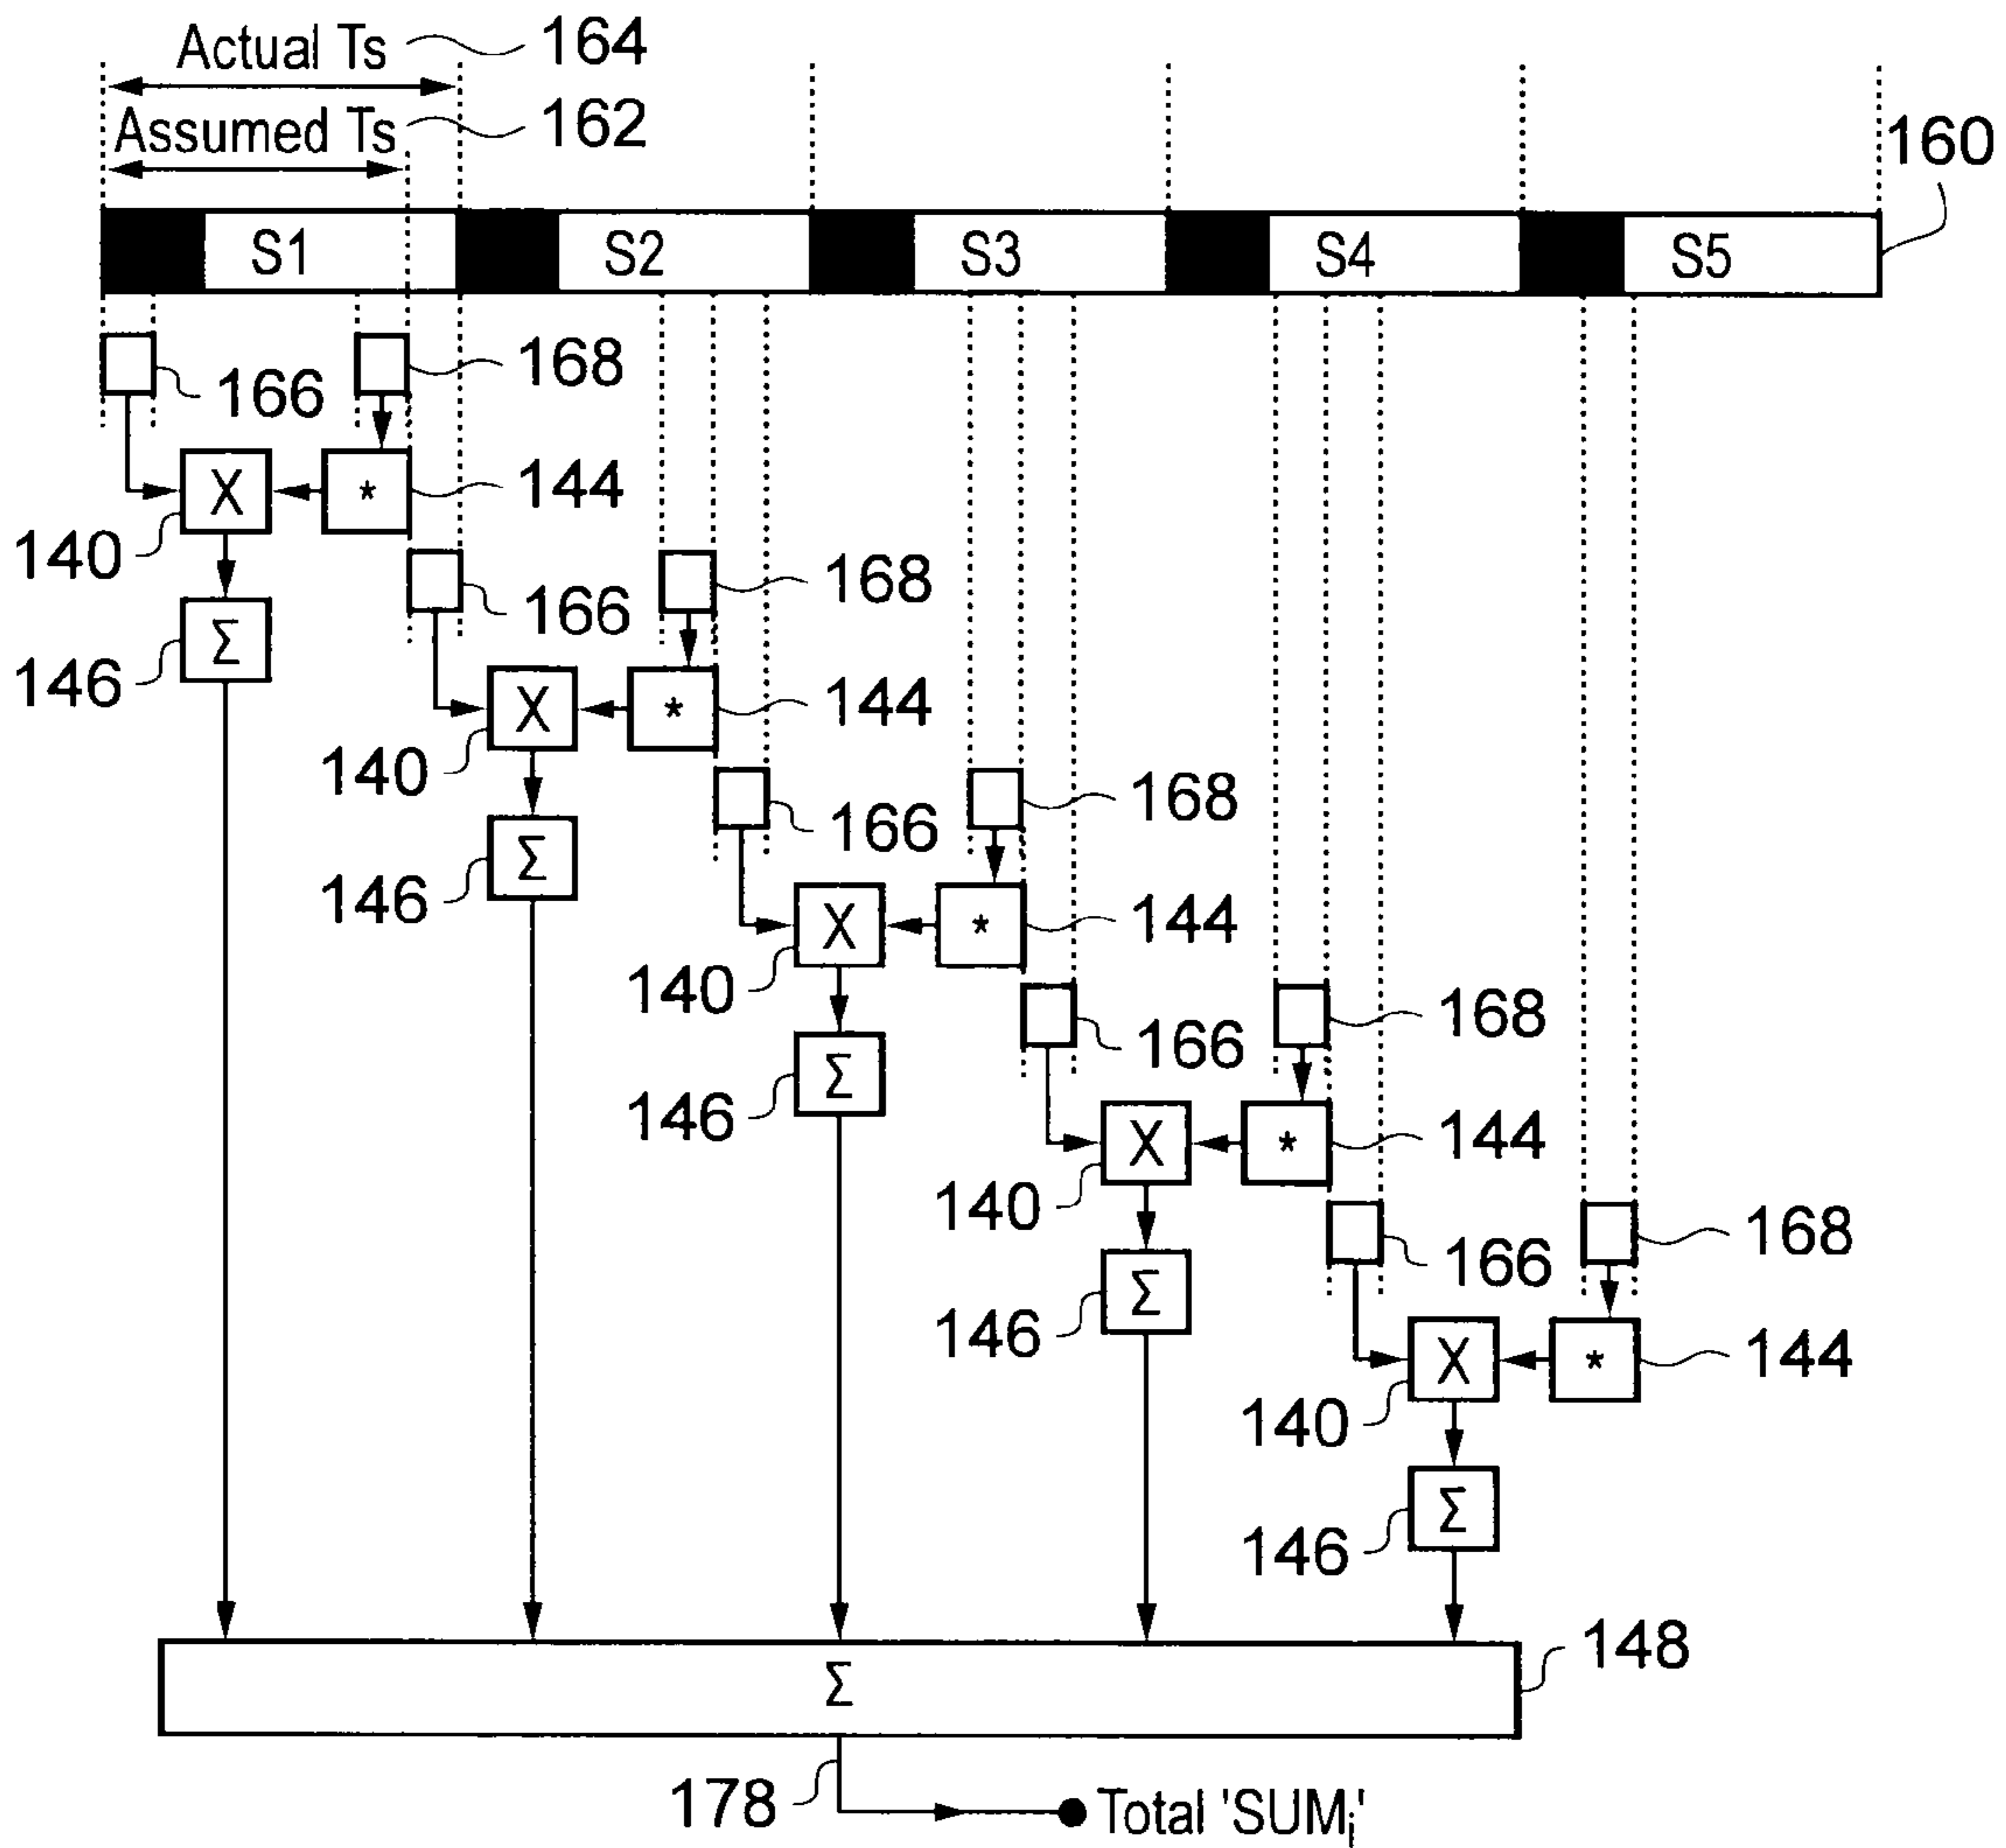 Actual Ts 164
Assumed Ts 162
160
S1 S2 S3 S4 S5
166 168
X * 144
140
166 168
Σ
146
X * 144
140
166 168
Σ
146
X * 144
140
166 168
Σ
146
X * 144
140
166 168
Σ
146
X * 144
140
Σ
146
Σ 148
178 Total 'SUMi'